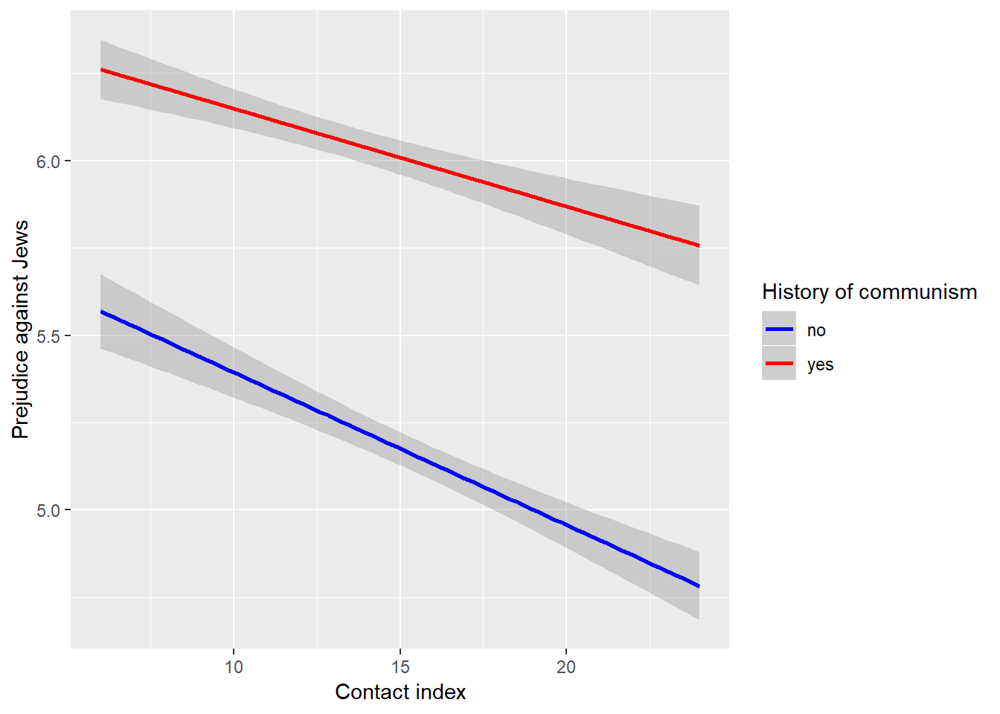 Prejudice against Jews
6.0
5.5
5.0
10 15 20
Contact index
History of communism
no
yes